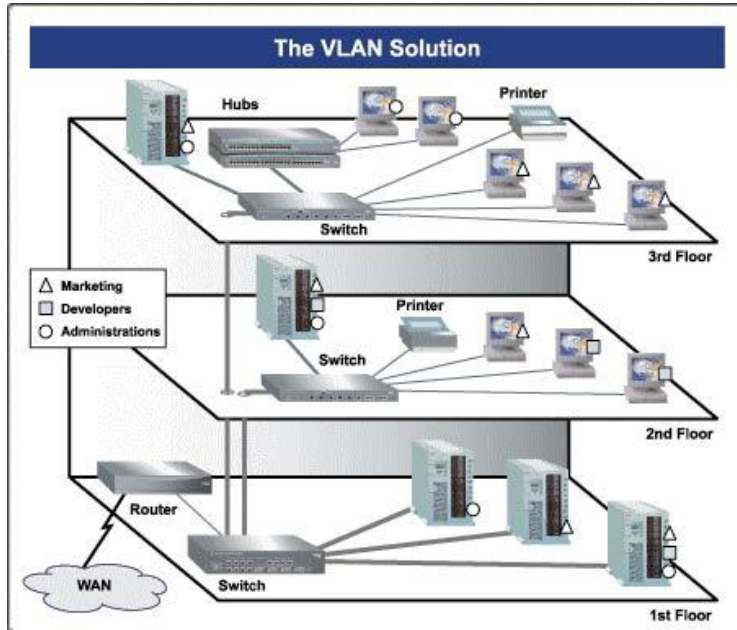 The VLAN Solution
Hubs
Printer
Switch
3rd Floor
Marketing
Developers
Administrations
Printer
Switch
2nd Floor
Router
Switch
WAN
1st Floor